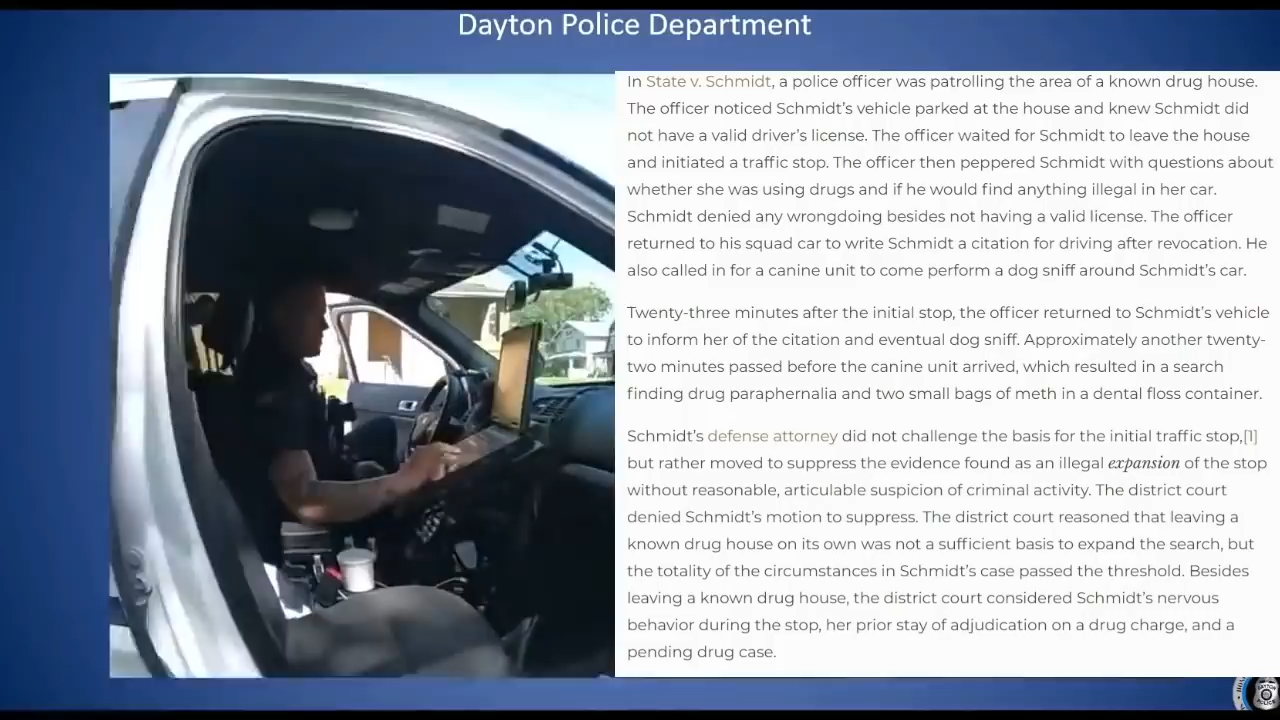 Dayton Police Department
In State v. Schmidt, a police officer was patrolling the area of a known drug house.
The officer noticed Schmidt’s vehicle parked at the house and knew Schmidt did
not have a valid driver’s license. The officer waited for Schmidt to leave the house
and initiated a traffic stop. The officer then peppered Schmidt with questions about
whether she was using drugs and if he would find anything illegal in her car.
Schmidt denied any wrongdoing besides not having a valid license. The officer
returned to his squad car to write Schmidt a citation for driving after revocation. He
also called in for a canine unit to come perform a dog sniff around Schmidt’s car.
Twenty-three minutes after the initial stop, the officer returned to Schmidt’s vehicle
to inform her of the citation and eventual dog sniff. Approximately another twenty-
two minutes passed before the canine unit arrived, which resulted in a search
finding drug paraphernalia and two small bags of meth in a dental floss container.
Schmidt’s defense attorney did not challenge the basis for the initial traffic stop,[1]
but rather moved to suppress the evidence found as an illegal expansion of the stop
without reasonable, articulable suspicion of criminal activity. The district court
denied Schmidt’s motion to suppress. The district court reasoned that leaving a
known drug house on its own was not a sufficient basis to expand the search, but
the totality of the circumstances in Schmidt’s case passed the threshold. Besides
leaving a known drug house, the district court considered Schmidt’s nervous
behavior during the stop, her prior stay of adjudication on a drug charge, and a
pending drug case.